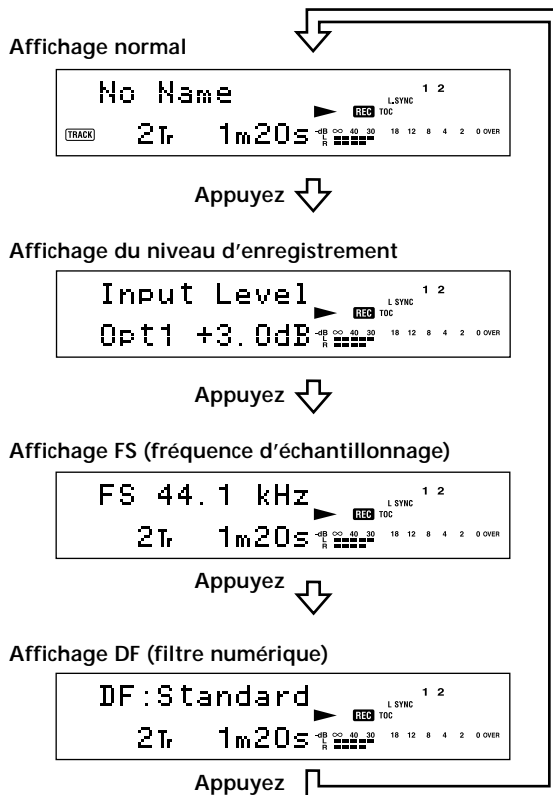 Affichage normal
No Name
1 2
L.SYNC
REC TOC
TRACK 2Tr 1m20s -dB ∞ 40 30 18 12 8 4 2 0 OVER
L
R
Appuyez
Affichage du niveau d'enregistrement
Input Level
1 2
L SYNC
REC TOC
Opt1 +3.0dB -dB ∞ 40 30 18 12 8 4 2 0 OVER
L
R
Appuyez
Affichage FS (fréquence d'échantillonnage)
FS 44.1 kHz
1 2
L SYNC
REC TOC
2Tr 1m20s -dB ∞ 40 30 18 12 8 4 2 0 OVER
L
R
Appuyez
Affichage DF (filtre numérique)
DF:Standard
1 2
L SYNC
REC TOC
2Tr 1m20s -dB ∞ 40 30 18 12 8 4 2 0 OVER
L
R
Appuyez